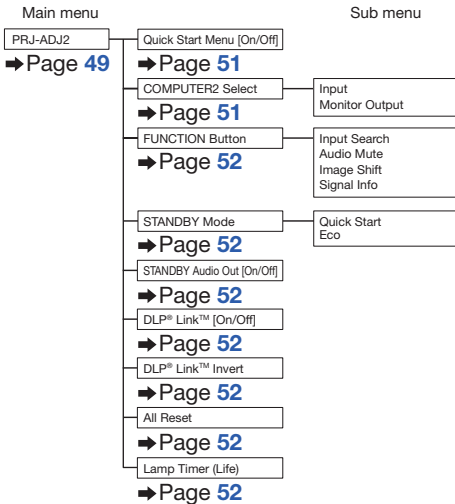 Main menu
Sub menu
PRJ-ADJ2
➡Page 49
Quick Start Menu [On/Off]
➡Page 51
COMPUTER2 Select
➡Page 51
Input
Monitor Output
FUNCTION Button
➡Page 52
Input Search
Audio Mute
Image Shift
Signal Info
STANDBY Mode
➡Page 52
Quick Start
Eco
STANDBY Audio Out [On/Off]
➡Page 52
DLP® Link™ [On/Off]
➡Page 52
DLP® Link™ Invert
➡Page 52
All Reset
➡Page 52
Lamp Timer (Life)
➡Page 52